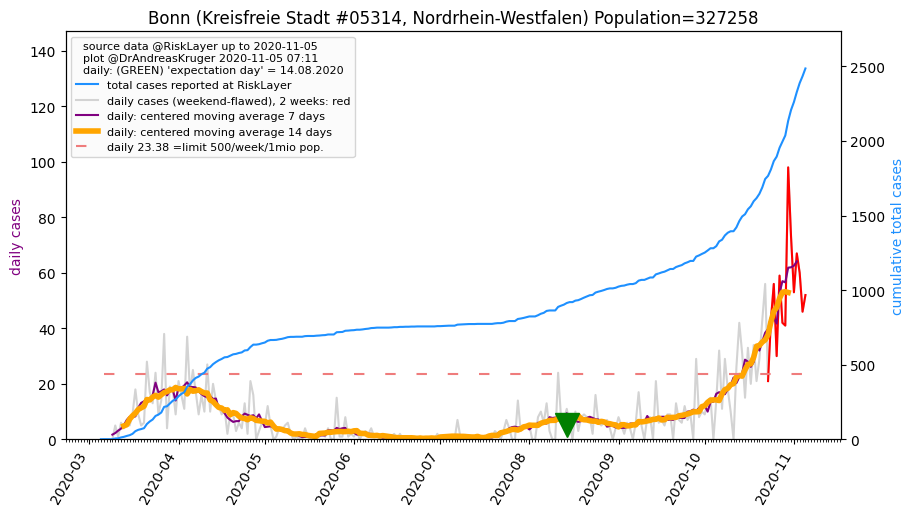 Bonn (Kreisfreie Stadt #05314, Nordrhein-Westfalen) Population=327258
source data @RiskLayer up to 2020-11-05
plot @DrAndreasKruger 2020-11-05 07:11
daily: (GREEN) 'expectation day' = 14.08.2020
total cases reported at RiskLayer
daily cases (weekend-flawed), 2 weeks: red
daily: centered moving average 7 days
daily: centered moving average 14 days
daily 23.38 =limit 500/week/1mio pop.
daily cases
140
120
100
80
60
40
20
0
cumulative total cases
2500
2000
1500
1000
500
0
2020-03
2020-04
2020-05
2020-06
2020-07
2020-08
2020-09
2020-10
2020-11